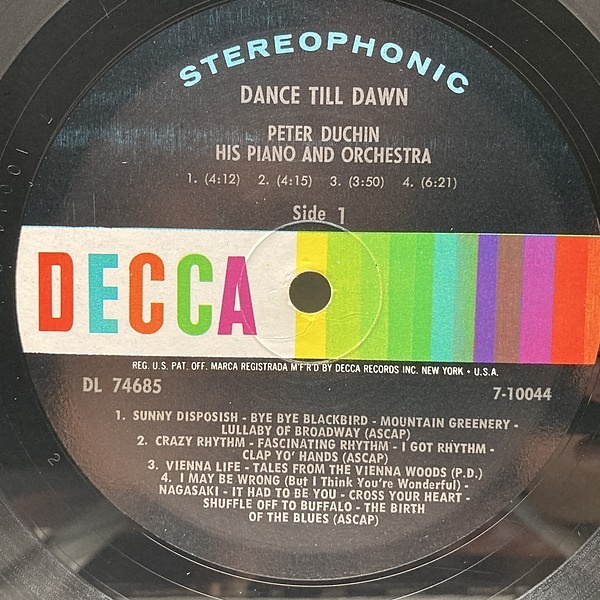 STEREOPHONIC
DANCE TILL DAWN
PETER DUCHIN
HIS PIANO AND ORCHESTRA
1. (4:12) 2. (4:15) 3. (3:50) 4. (6:21)
Side 1
DECCA
REG. U.S. PAT. OFF. MARCA REGISTRADA M'F'R'D BY DECCA RECORDS INC. NEW YORK • U.S.A.
DL 74685 7-10044
1. SUNNY DISPOSISH - BYE BYE BLACKBIRD - MOUNTAIN GREENERY -
LULLABY OF BROADWAY (ASCAP)
2. CRAZY RHYTHM - FASCINATING RHYTHM - I GOT RHYTHM -
CLAP YO' HANDS (ASCAP)
3. VIENNA LIFE - TALES FROM THE VIENNA WOODS (P.D.)
4. I MAY BE WRONG (But I Think You're Wonderful) -
NAGASAKI - IT HAD TO BE YOU - CROSS YOUR HEART -
SHUFFLE OFF TO BUFFALO - THE BIRTH
OF THE BLUES (ASCAP)
2